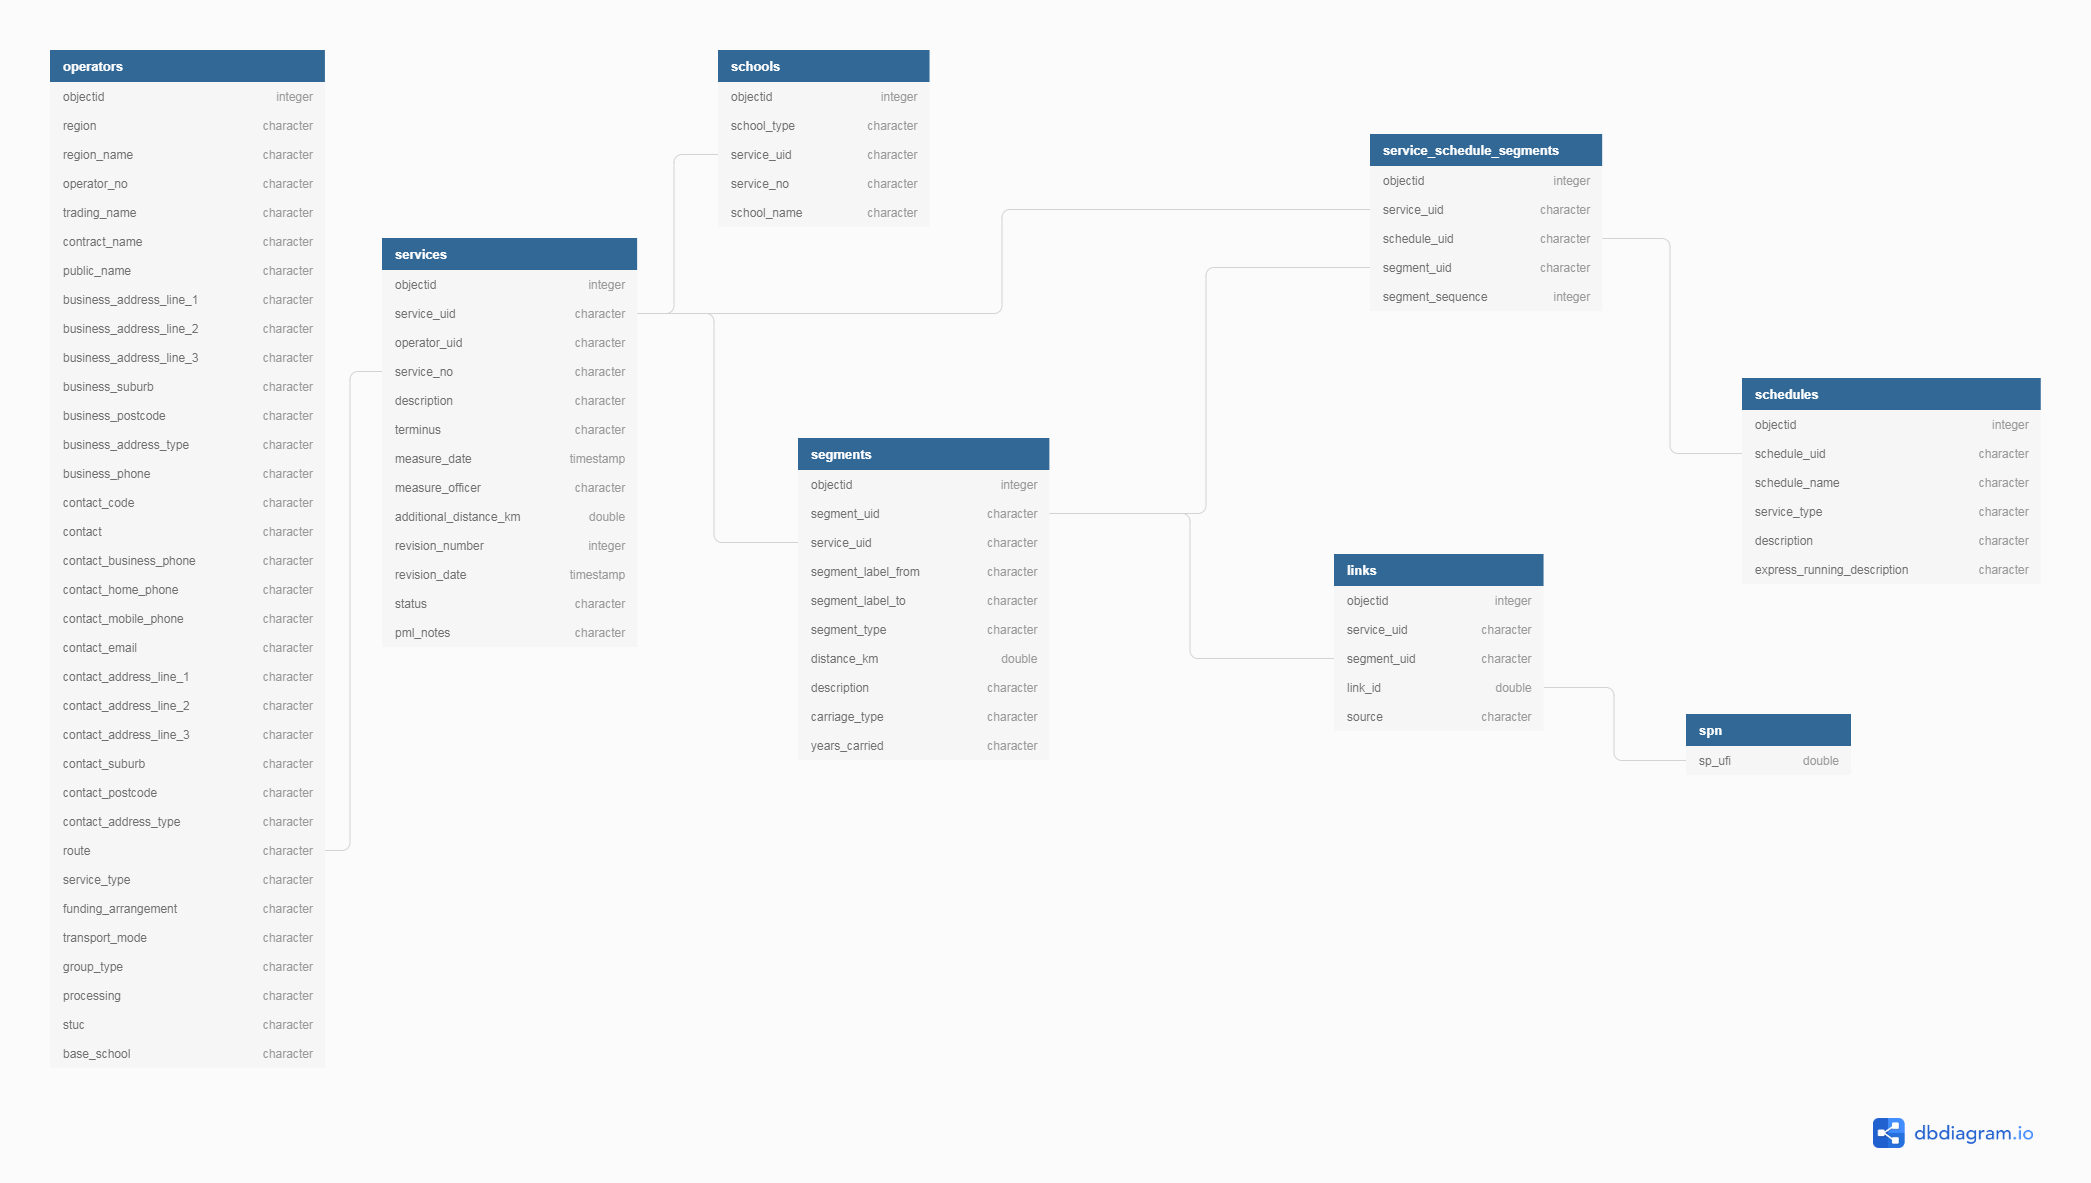 operators
objectid integer
region character
region_name character
operator_no character
trading_name character
contract_name character
public_name character
business_address_line_1 character
business_address_line_2 character
business_address_line_3 character
business_suburb character
business_postcode character
business_address_type character
business_phone character
contact_code character
contact character
contact_business_phone character
contact_home_phone character
contact_mobile_phone character
contact_email character
contact_address_line_1 character
contact_address_line_2 character
contact_address_line_3 character
contact_suburb character
contact_postcode character
contact_address_type character
route character
service_type character
funding_arrangement character
transport_mode character
group_type character
processing character
stuc character
base_school character
services
objectid integer
service_uid character
operator_uid character
service_no character
description character
terminus character
measure_date timestamp
measure_officer character
additional_distance_km double
revision_number integer
revision_date timestamp
status character
pml_notes character
schools
objectid integer
school_type character
service_uid character
service_no character
school_name character
segments
objectid integer
segment_uid character
service_uid character
segment_label_from character
segment_label_to character
segment_type character
distance_km double
description character
carriage_type character
years_carried character
service_schedule_segments
objectid integer
service_uid character
schedule_uid character
segment_uid character
segment_sequence integer
links
objectid integer
service_uid character
segment_uid character
link_id double
source character
schedules
objectid integer
schedule_uid character
schedule_name character
service_type character
description character
express_running_description character
spn
sp_ufi double
dbdiagram.io